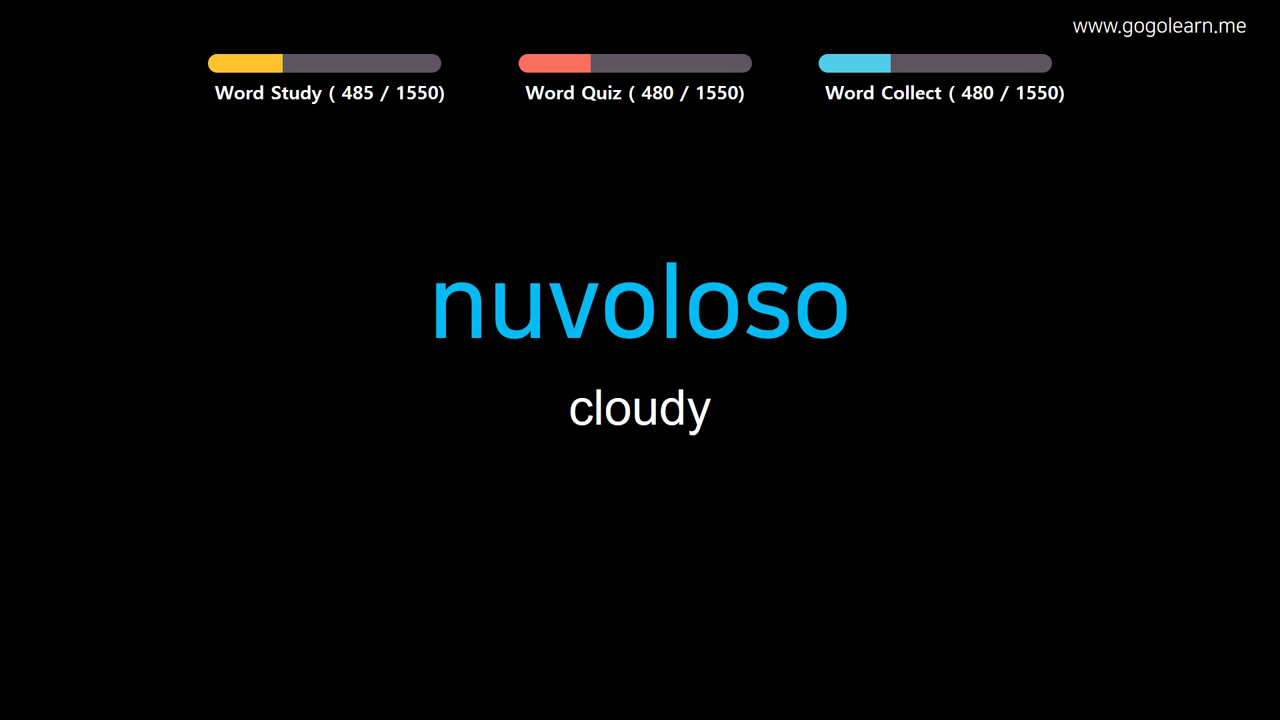 www.gogolearn.me
Word Study ( 485 / 1550)
Word Quiz ( 480 / 1550)
Word Collect ( 480 / 1550)
nuvoloso
cloudy